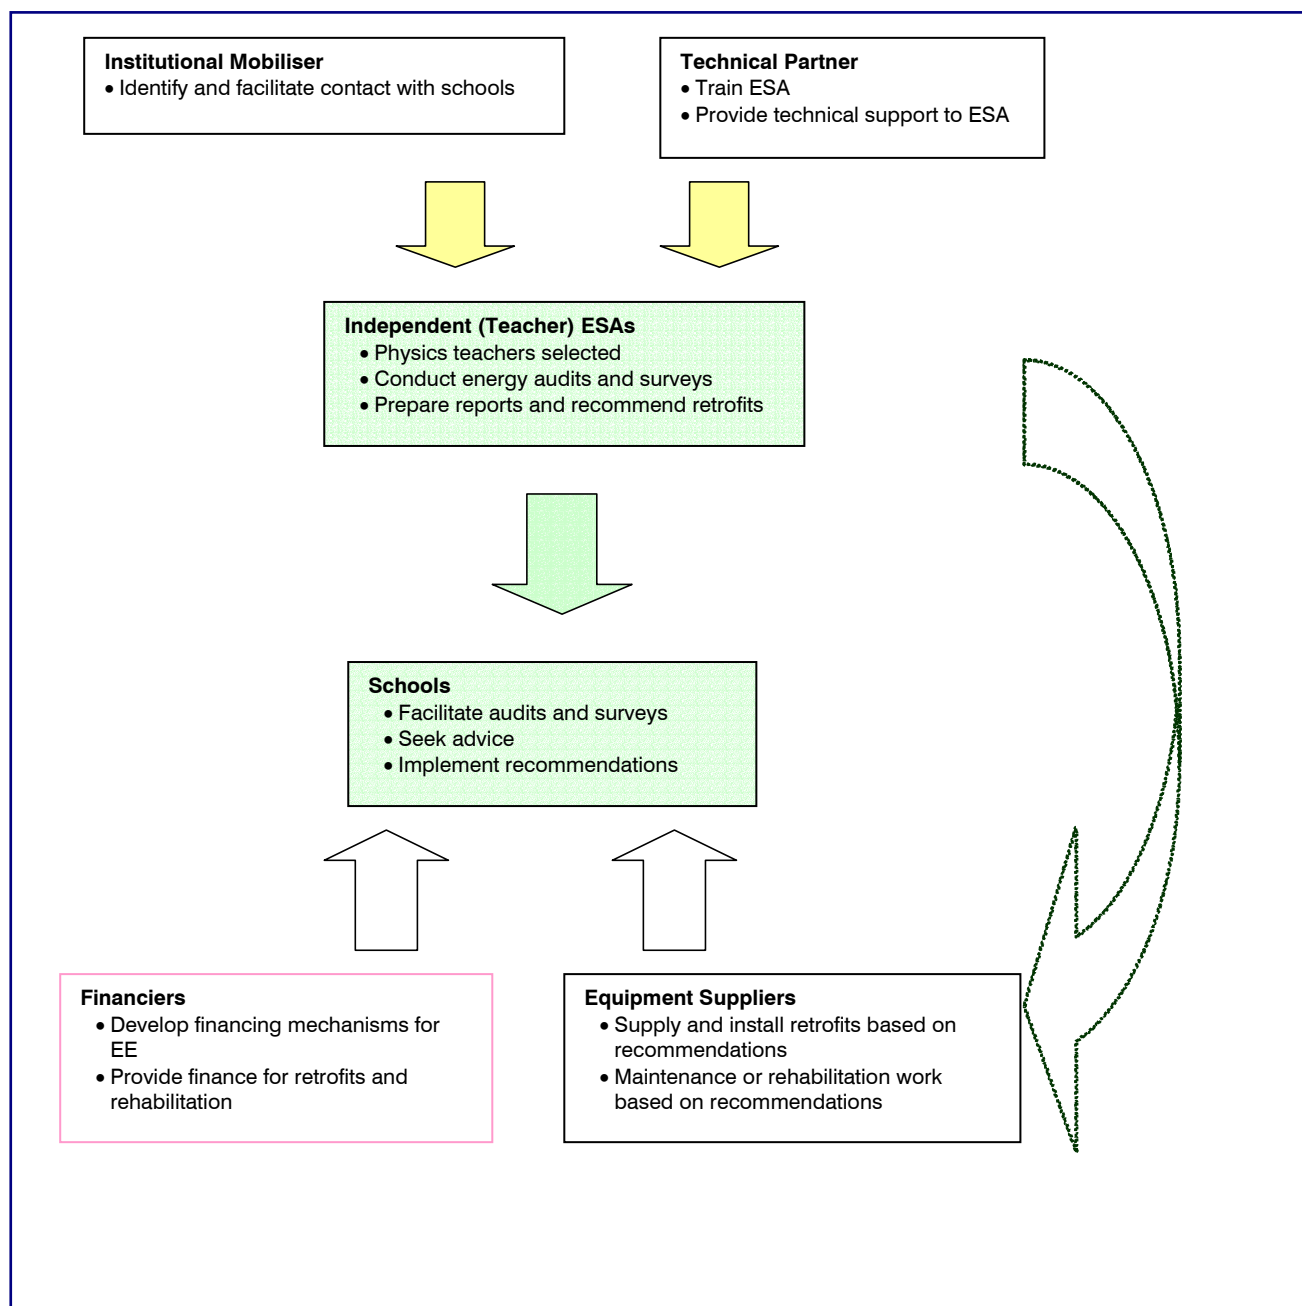 Institutional Mobiliser
• Identify and facilitate contact with schools
Technical Partner
• Train ESA
• Provide technical support to ESA
Independent (Teacher) ESAs
• Physics teachers selected
• Conduct energy audits and surveys
• Prepare reports and recommend retrofits
Schools
• Facilitate audits and surveys
• Seek advice
• Implement recommendations
Financiers
• Develop financing mechanisms for
EE
• Provide finance for retrofits and
rehabilitation
Equipment Suppliers
• Supply and install retrofits based on
recommendations
• Maintenance or rehabilitation work
based on recommendations